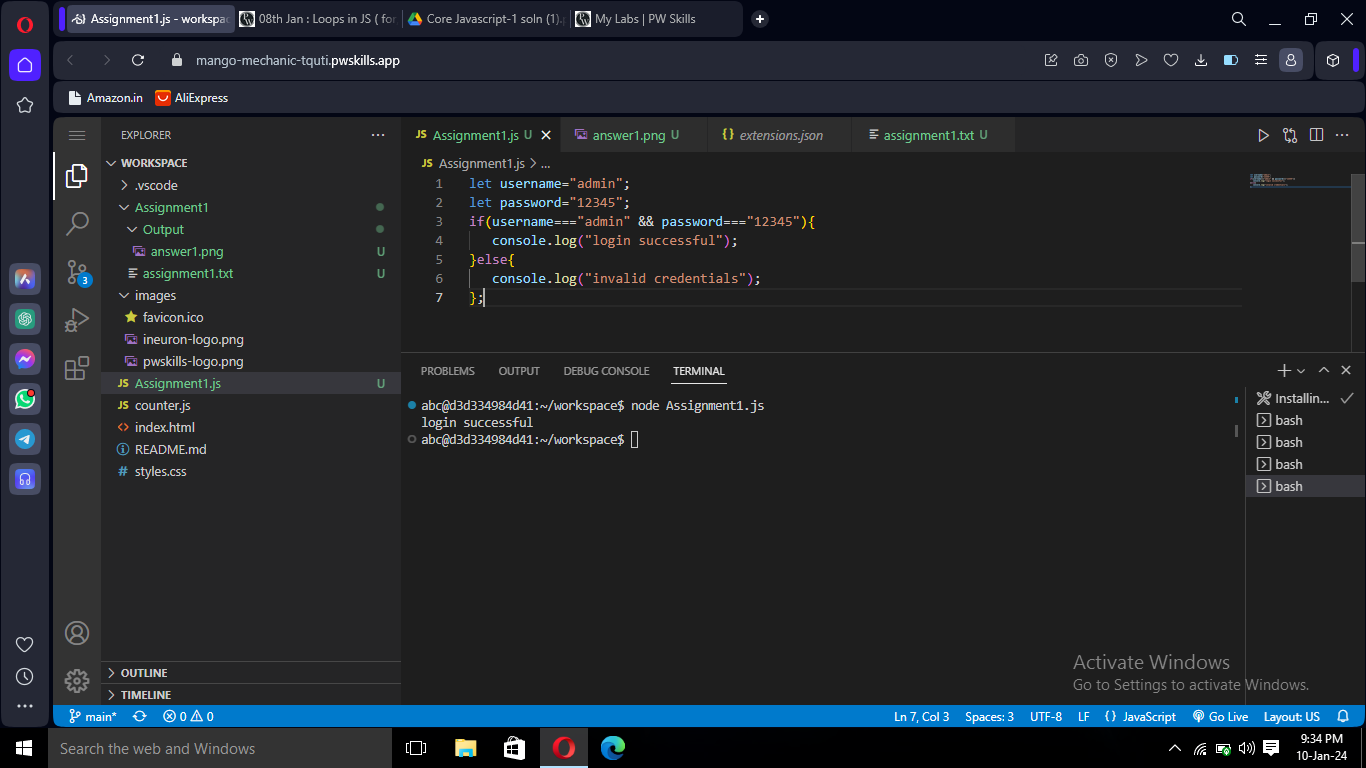 Assignment1.js - workspac
08th Jan : Loops in JS ( for
Core Javascript-1 soln (1).p
My Labs | PW Skills
mango-mechanic-tquti.pwskills.app
Amazon.in
AliExpress
EXPLORER
WORKSPACE
.vscode
Assignment1
Output
answer1.png U
assignment1.txt U
images
favicon.ico
ineuron-logo.png
pwskills-logo.png
JS Assignment1.js U
JS counter.js
<> index.html
README.md
# styles.css
OUTLINE
TIMELINE
3
JS Assignment1.js U
answer1.png U
{} extensions.json
assignment1.txt U
JS Assignment1.js > ...
1 let username="admin";
2 let password="12345";
3 if(username==="admin" && password==="12345"){
4 console.log("login successful");
5 }else{
6 console.log("invalid credentials");
7 };
PROBLEMS OUTPUT DEBUG CONSOLE TERMINAL
abc@d3d334984d41:~/workspace$ node Assignment1.js
login successful
abc@d3d334984d41:~/workspace$
Installin...
bash
bash
bash
bash
Activate Windows
Go to Settings to activate Windows.
main* 0 0 Ln 7, Col 3 Spaces: 3 UTF-8 LF {} JavaScript Go Live Layout: US
Search the web and Windows
9:34 PM
10-Jan-24